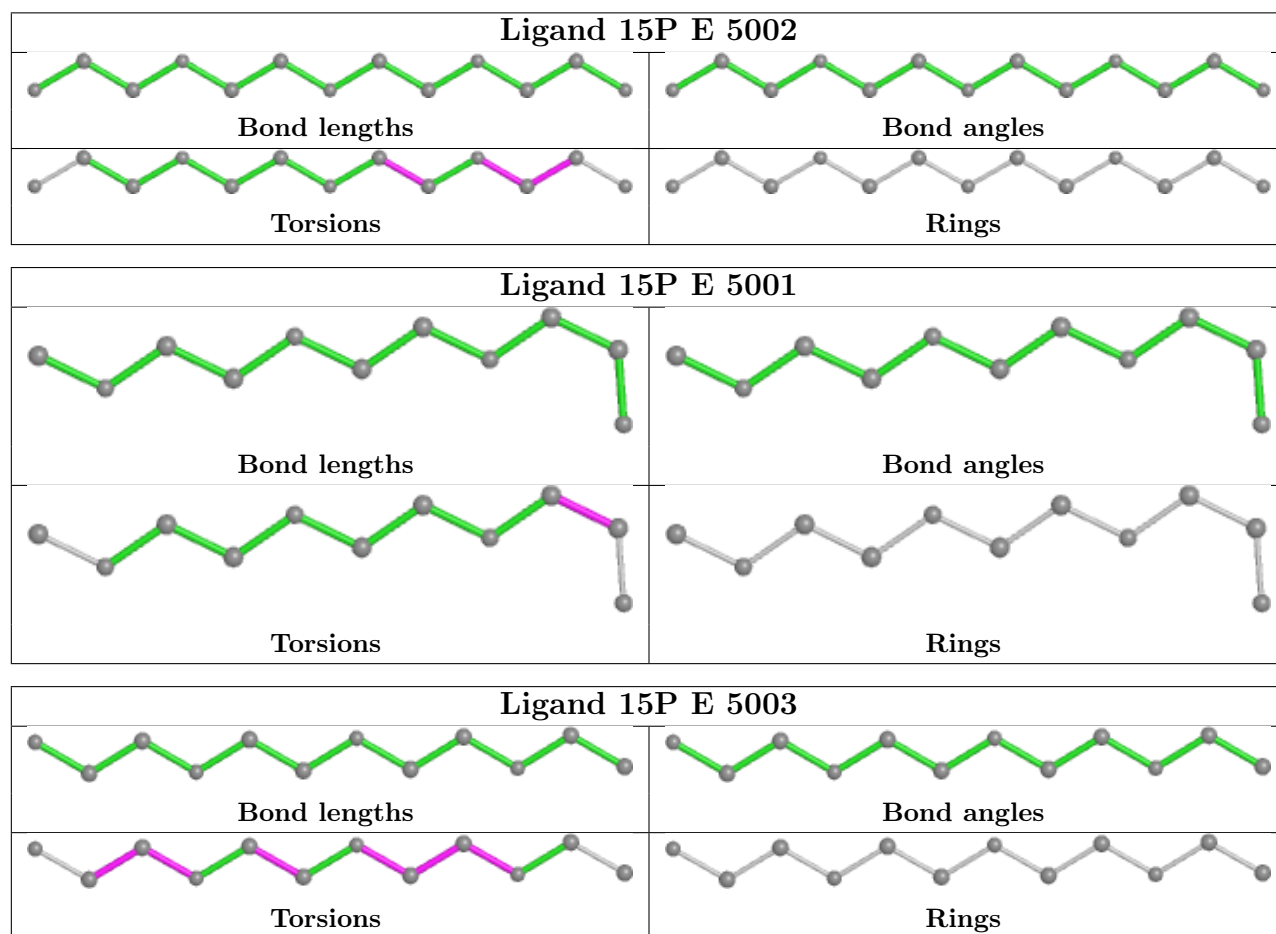 Ligand 15P E 5002
Bond lengths Bond angles
Torsions Rings
Ligand 15P E 5001
Bond lengths Bond angles
Torsions Rings
Ligand 15P E 5003
Bond lengths Bond angles
Torsions Rings